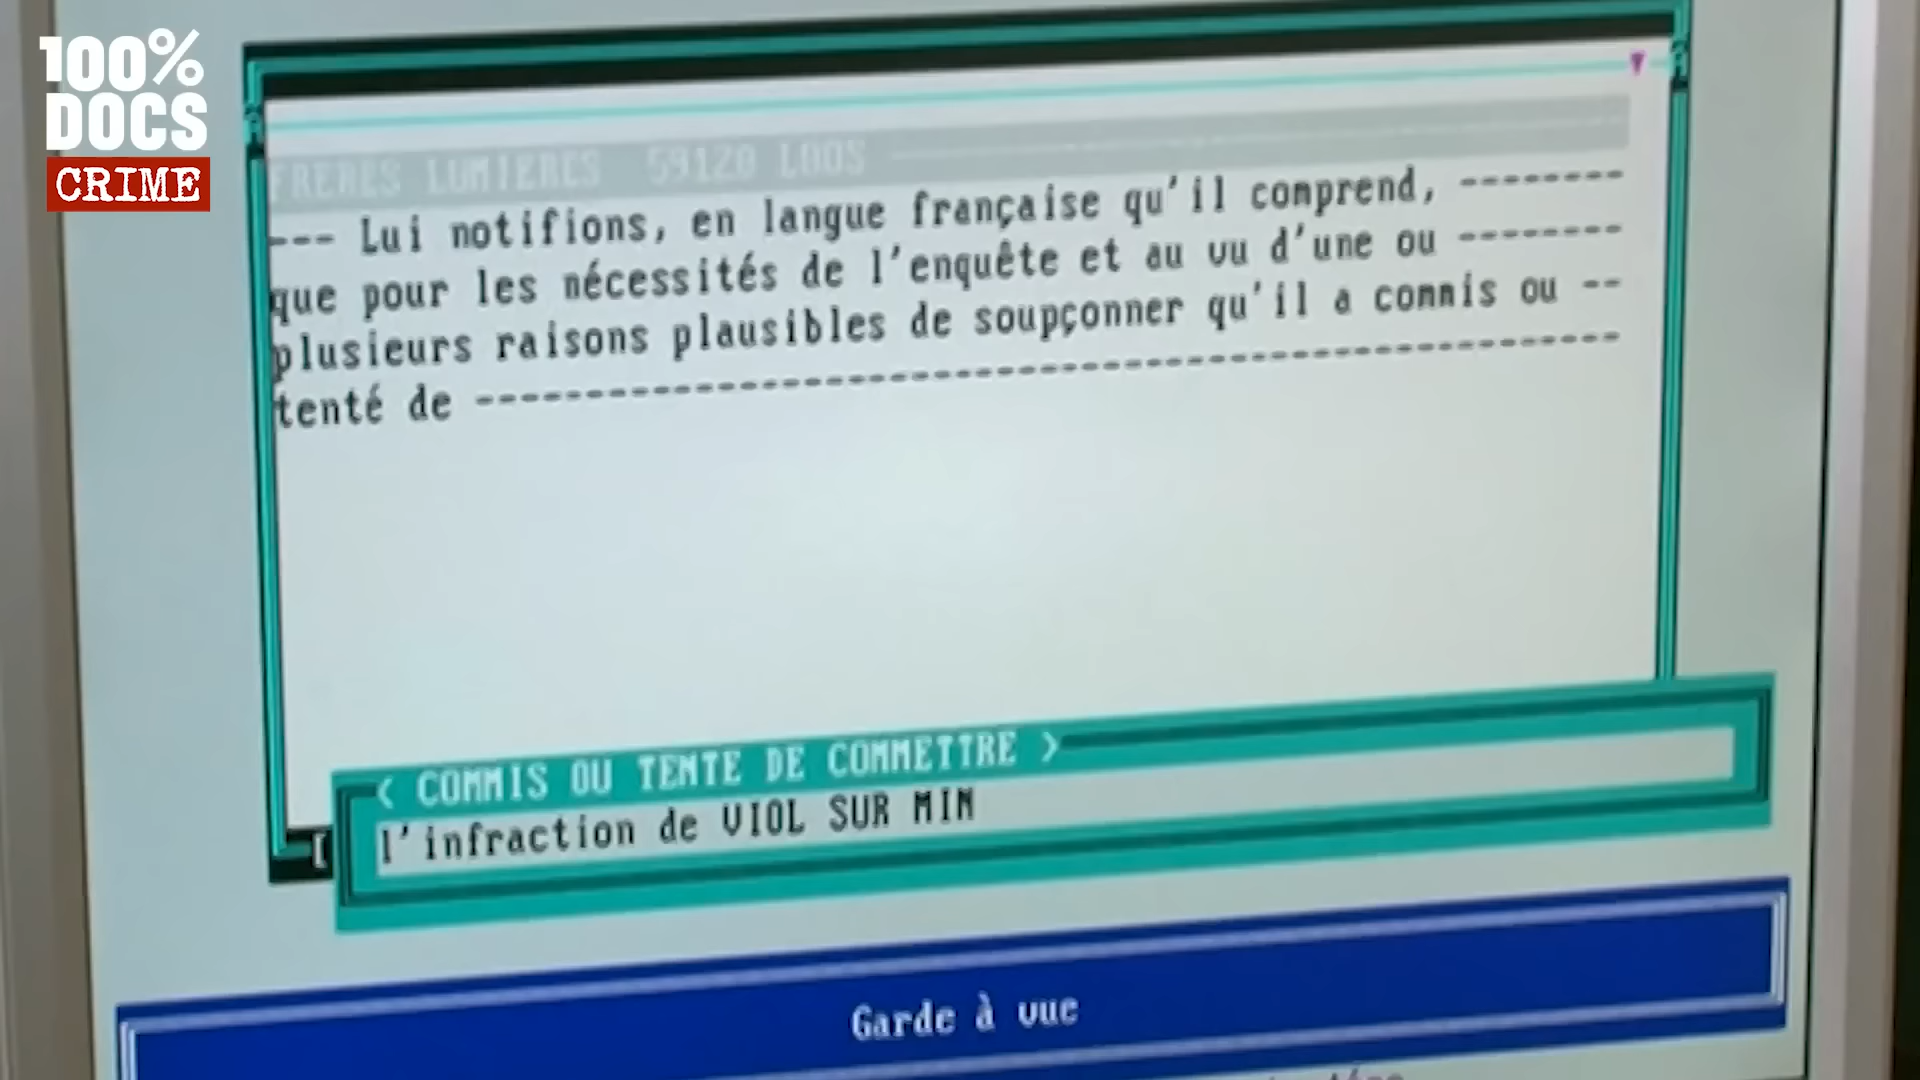 100%
DOCS
CRIME
FRERES LUMIERES 59120 LOOS
--- Lui notifions, en langue française qu'il comprend, --------
que pour les nécessités de l'enquête et au vu d'une ou --------
plusieurs raisons plausibles de soupçonner qu'il a commis ou --
tenté de ---------------------------------------------------------------
< COMMIS OU TENTE DE COMMETTRE >
l'infraction de VIOL SUR MIN
[
Garde à vue